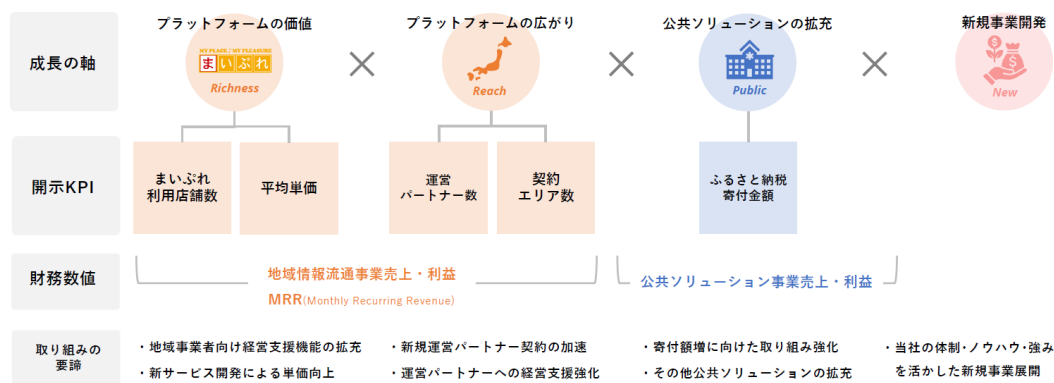 プラットフォームの価値
プラットフォームの広がり
公共ソリューションの拡充
新規事業開発
成長の軸
MY PLACE / MY PLEASURE
まいぷれ
Richness
Reach
Public
New
開示KPI
まいぷれ
利用店舗数
平均単価
運営
パートナー数
契約
エリア数
ふるさと納税
寄付金額
財務数値
地域情報流通事業売上・利益
MRR(Monthly Recurring Revenue)
公共ソリューション事業売上・利益
取り組みの
要諦
・地域事業者向け経営支援機能の拡充
・新サービス開発による単価向上
・新規運営パートナー契約の加速
・運営パートナーへの経営支援強化
・寄付額増に向けた取り組み強化
・その他公共ソリューションの拡充
・当社の体制・ノウハウ・強み
を活かした新規事業展開